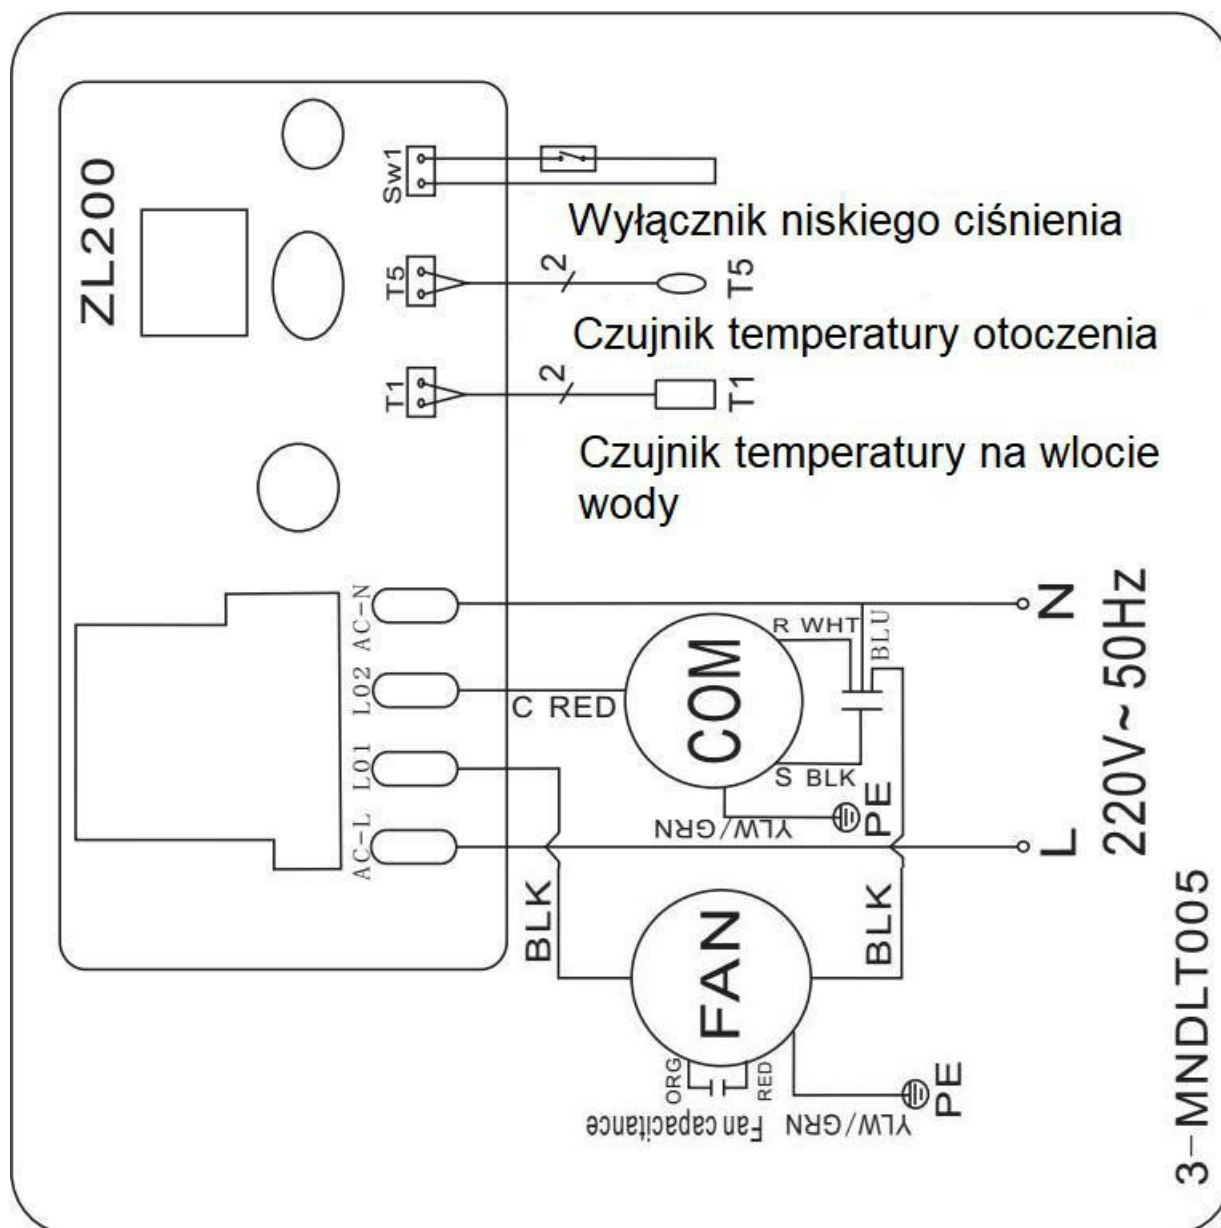 ZL200
Sw1
Wyłącznik niskiego ciśnienia
T5
2
T5
Czujnik temperatury otoczenia
T1
2
T1
Czujnik temperatury na wlocie
wody
AC-N
N
R WHT
BLU
220V~ 50Hz
L02
C RED
COM
L01
S BLK
YLW/GRN
PE
AC-L
L
BLK
FAN
BLK
ORG
RED
Fan capacitance
YLW/GRN
PE
3-MNDLT005